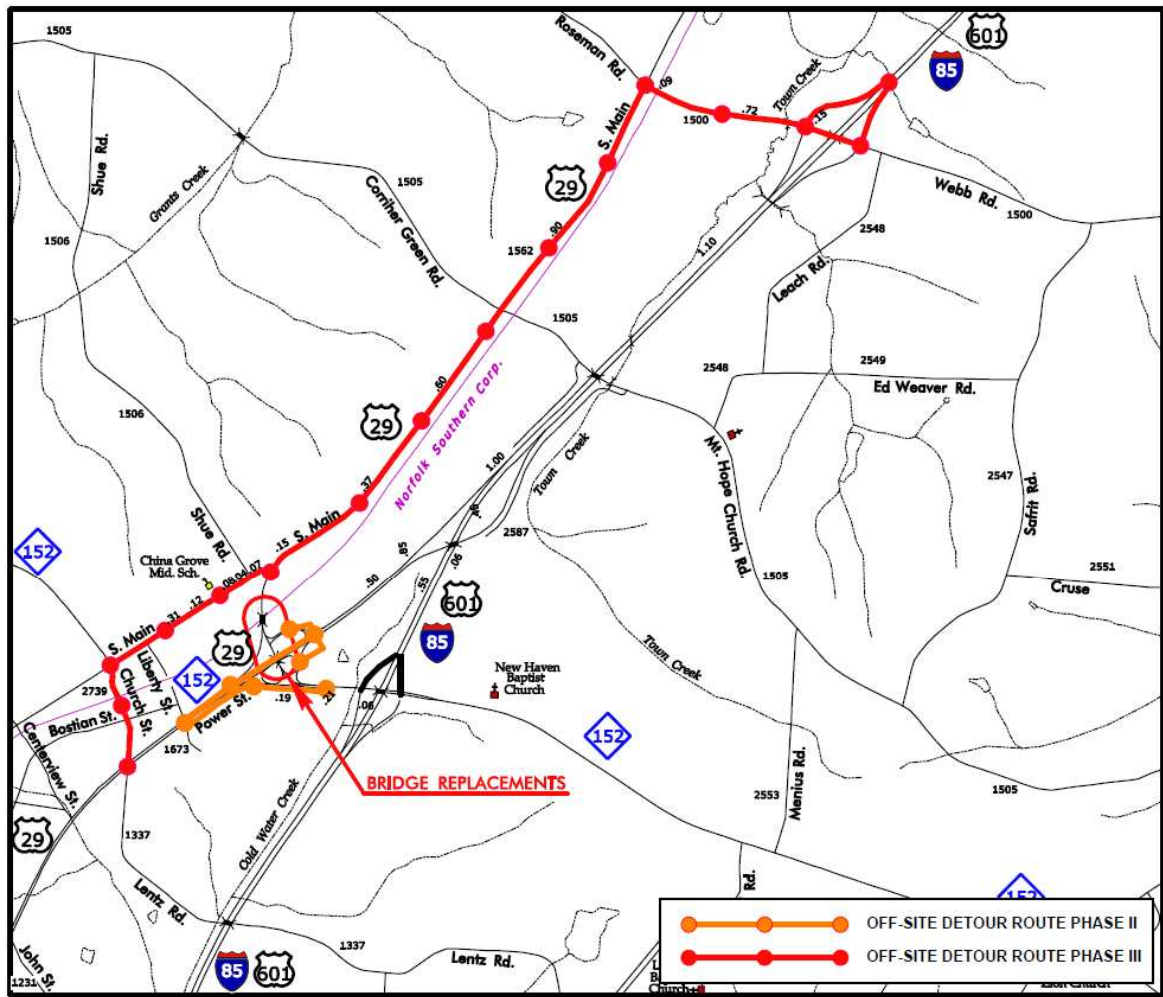 1505
Roseman Rd.
601
85
Town Creek
.09
1500
.72
.15
Shue Rd.
Grants Creek
S. Main
29
1505
Corriher Green Rd.
Webb Rd.
1500
1506
1562
.90
1.10
2548
Leach Rd.
1505
2548
2549
Ed Weaver Rd.
1506
.60
29
Norfolk Southern Corp.
Mt. Hope Church Rd.
2547
Safrit Rd.
1.00
Town Creek
.37
Shue Rd.
S. Main
.15
152
China Grove
Mid. Sch.
.08
.04
.07
.85
2587
.50
.55
.06
1505
2551
Cruse
601
85
.12
.31
S. Main
29
Liberty St.
152
Town Creek
New Haven
Baptist
Church
2739
Church St.
Bostian St.
Power St.
.19
.21
.06
152
1673
Centerview St.
BRIDGE REPLACEMENTS
Menius Rd.
2553
1505
29
1337
Cold Water Creek
Lentz Rd.
Rd.
152
1337
Lentz Rd.
85
601
John St.
1231
OFF-SITE DETOUR ROUTE PHASE II
OFF-SITE DETOUR ROUTE PHASE III
Church
Zion Church